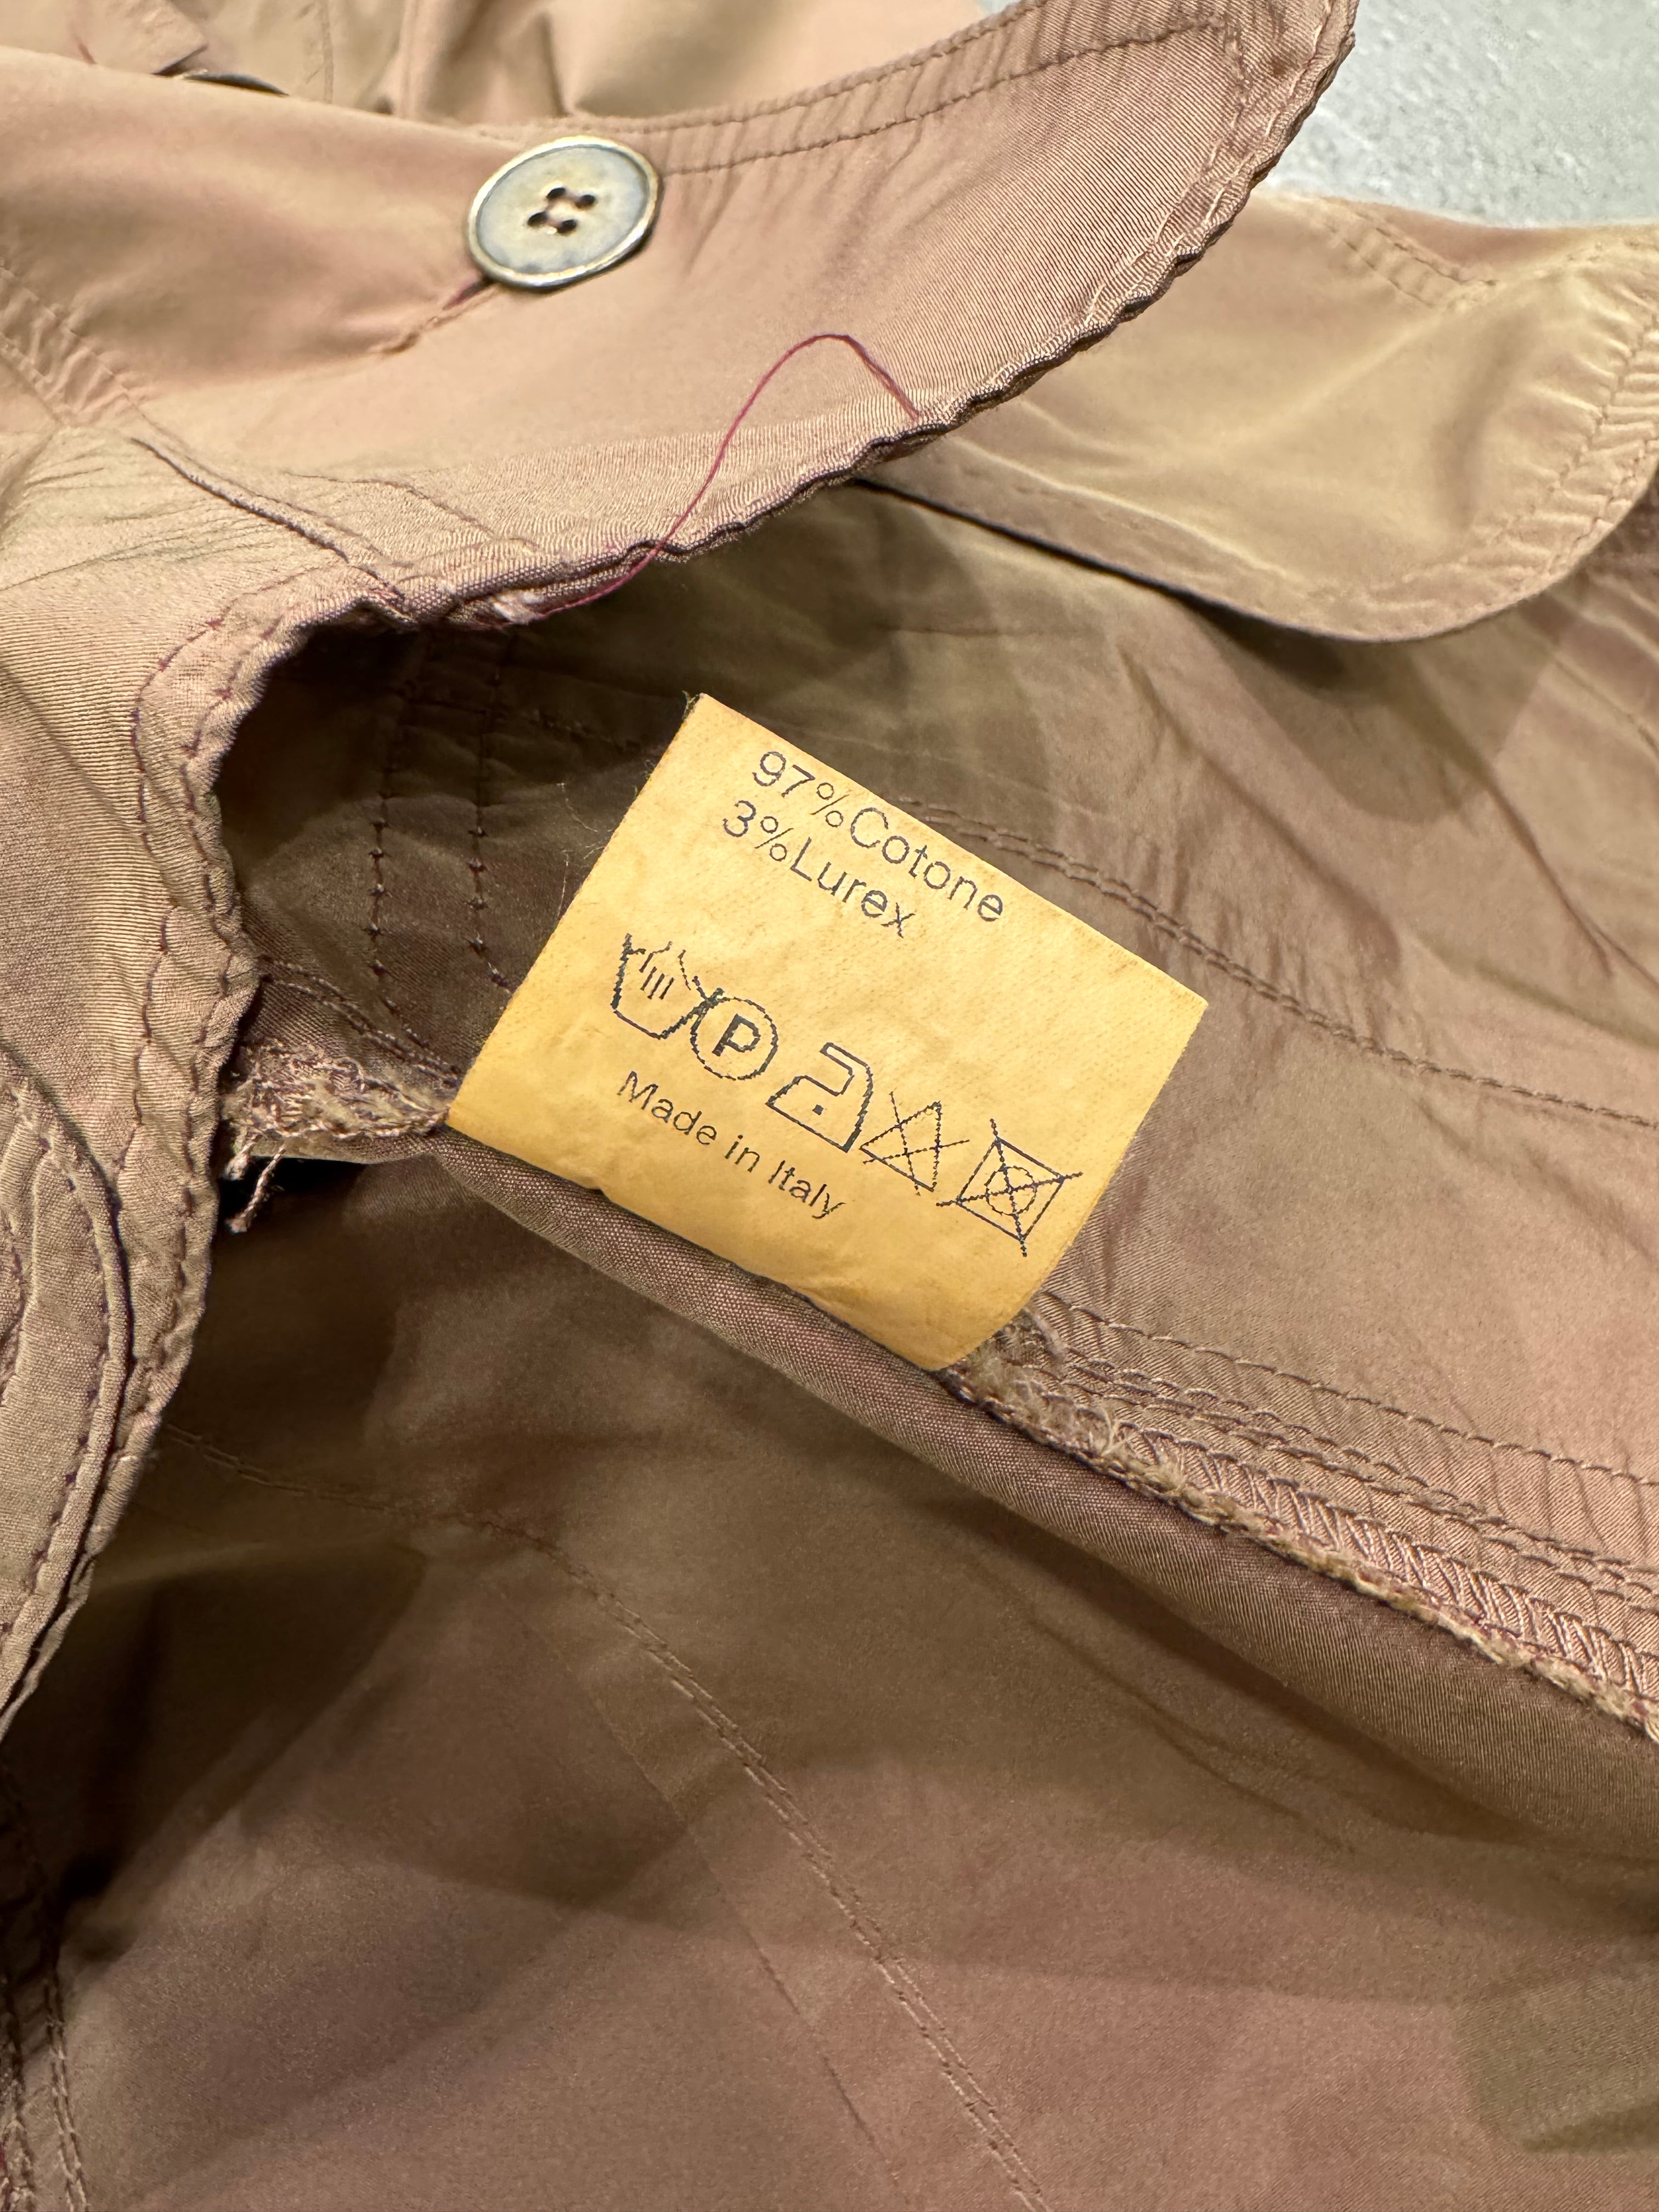 97%Cotone
3%Lurex
P
Made in Italy